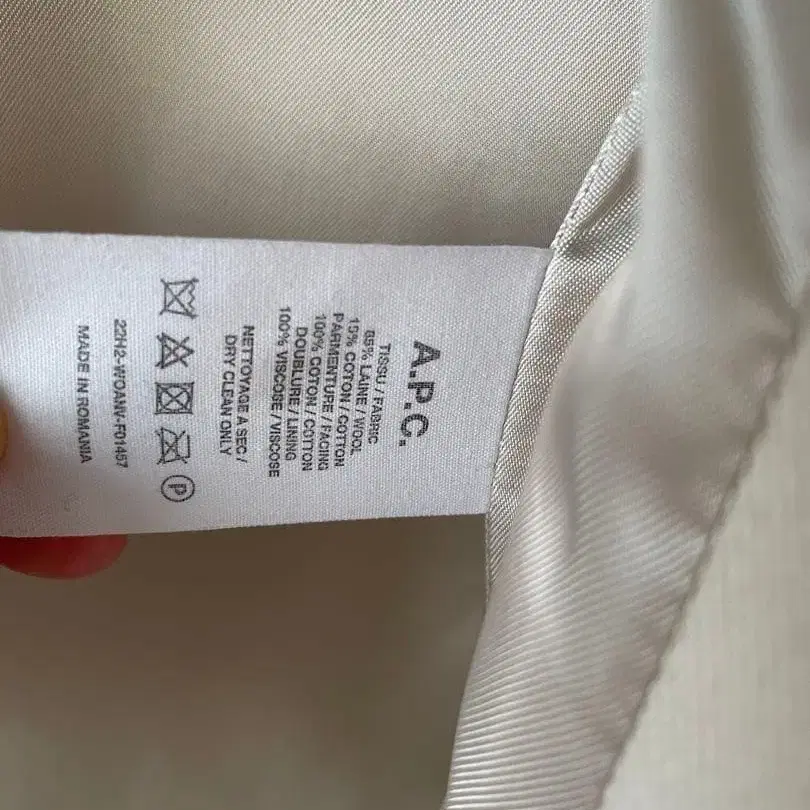 A.P.C.
TISSU / FABRIC
85% LAINE / WOOL
15% COTON / COTTON
PARMENTURE / FACING
100% COTON / COTTON
DOUBLURE / LINING
100% VISCOSE / VISCOSE
NETTOYAGE A SEC /
DRY CLEAN ONLY
P
22H2-WOANV-F01457
MADE IN ROMANIA